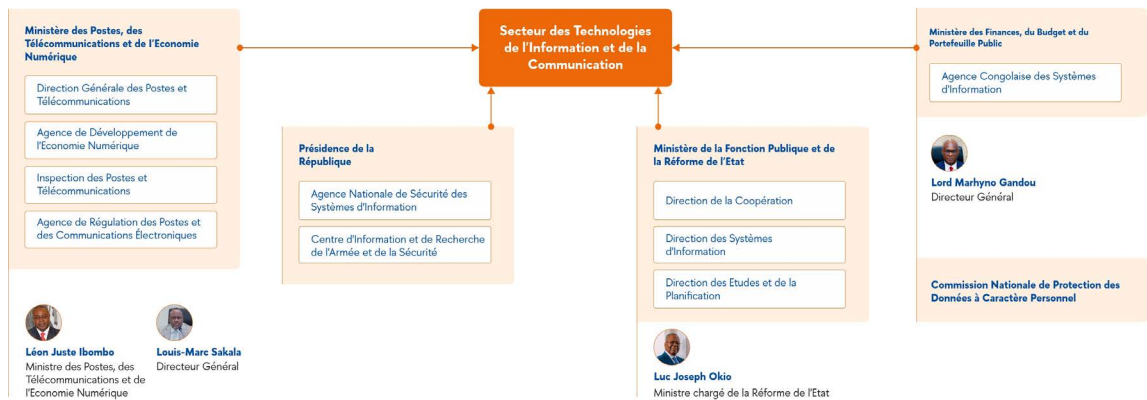 Secteur des Technologies
de l'Information et de la
Communication
Ministère des Postes, des
Télécommunications et de l'Economie
Numérique
Direction Générale des Postes et
Télécommunications
Agence de Développement de
l'Economie Numérique
Inspection des Postes et
Télécommunications
Agence de Régulation des Postes et
des Communications Électroniques
Léon Juste Ibombo
Ministre des Postes, des
Télécommunications et de
l'Economie Numérique
Louis-Marc Sakala
Directeur Général
Présidence de la
République
Agence Nationale de Sécurité des
Systèmes d'Information
Centre d'Information et de Recherche
de l'Armée et de la Sécurité
Ministère de la Fonction Publique et de
la Réforme de l'Etat
Direction de la Coopération
Direction des Systèmes
d'Information
Direction des Etudes et de la
Planification
Luc Joseph Okio
Ministre chargé de la Réforme de l'Etat
Ministère des Finances, du Budget et du
Portefeuille Public
Agence Congolaise des Systèmes
d'Information
Lord Marhyno Gandou
Directeur Général
Commission Nationale de Protection des
Données à Caractère Personnel